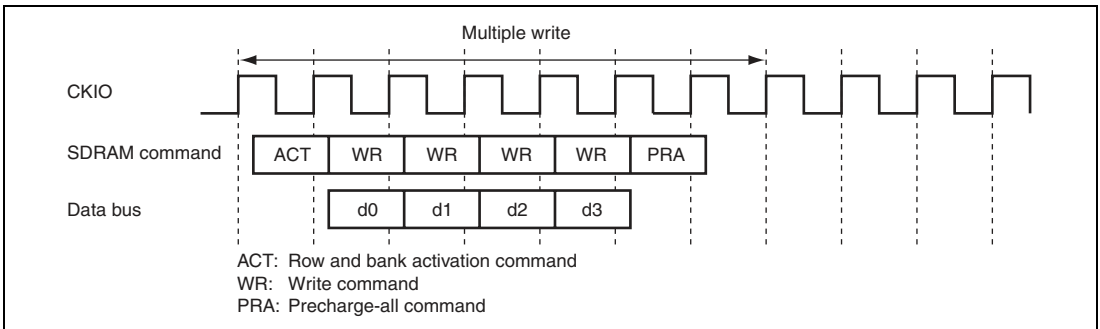 Multiple write
CKIO
SDRAM command ACT WR WR WR WR PRA
Data bus d0 d1 d2 d3
ACT: Row and bank activation command
WR: Write command
PRA: Precharge-all command